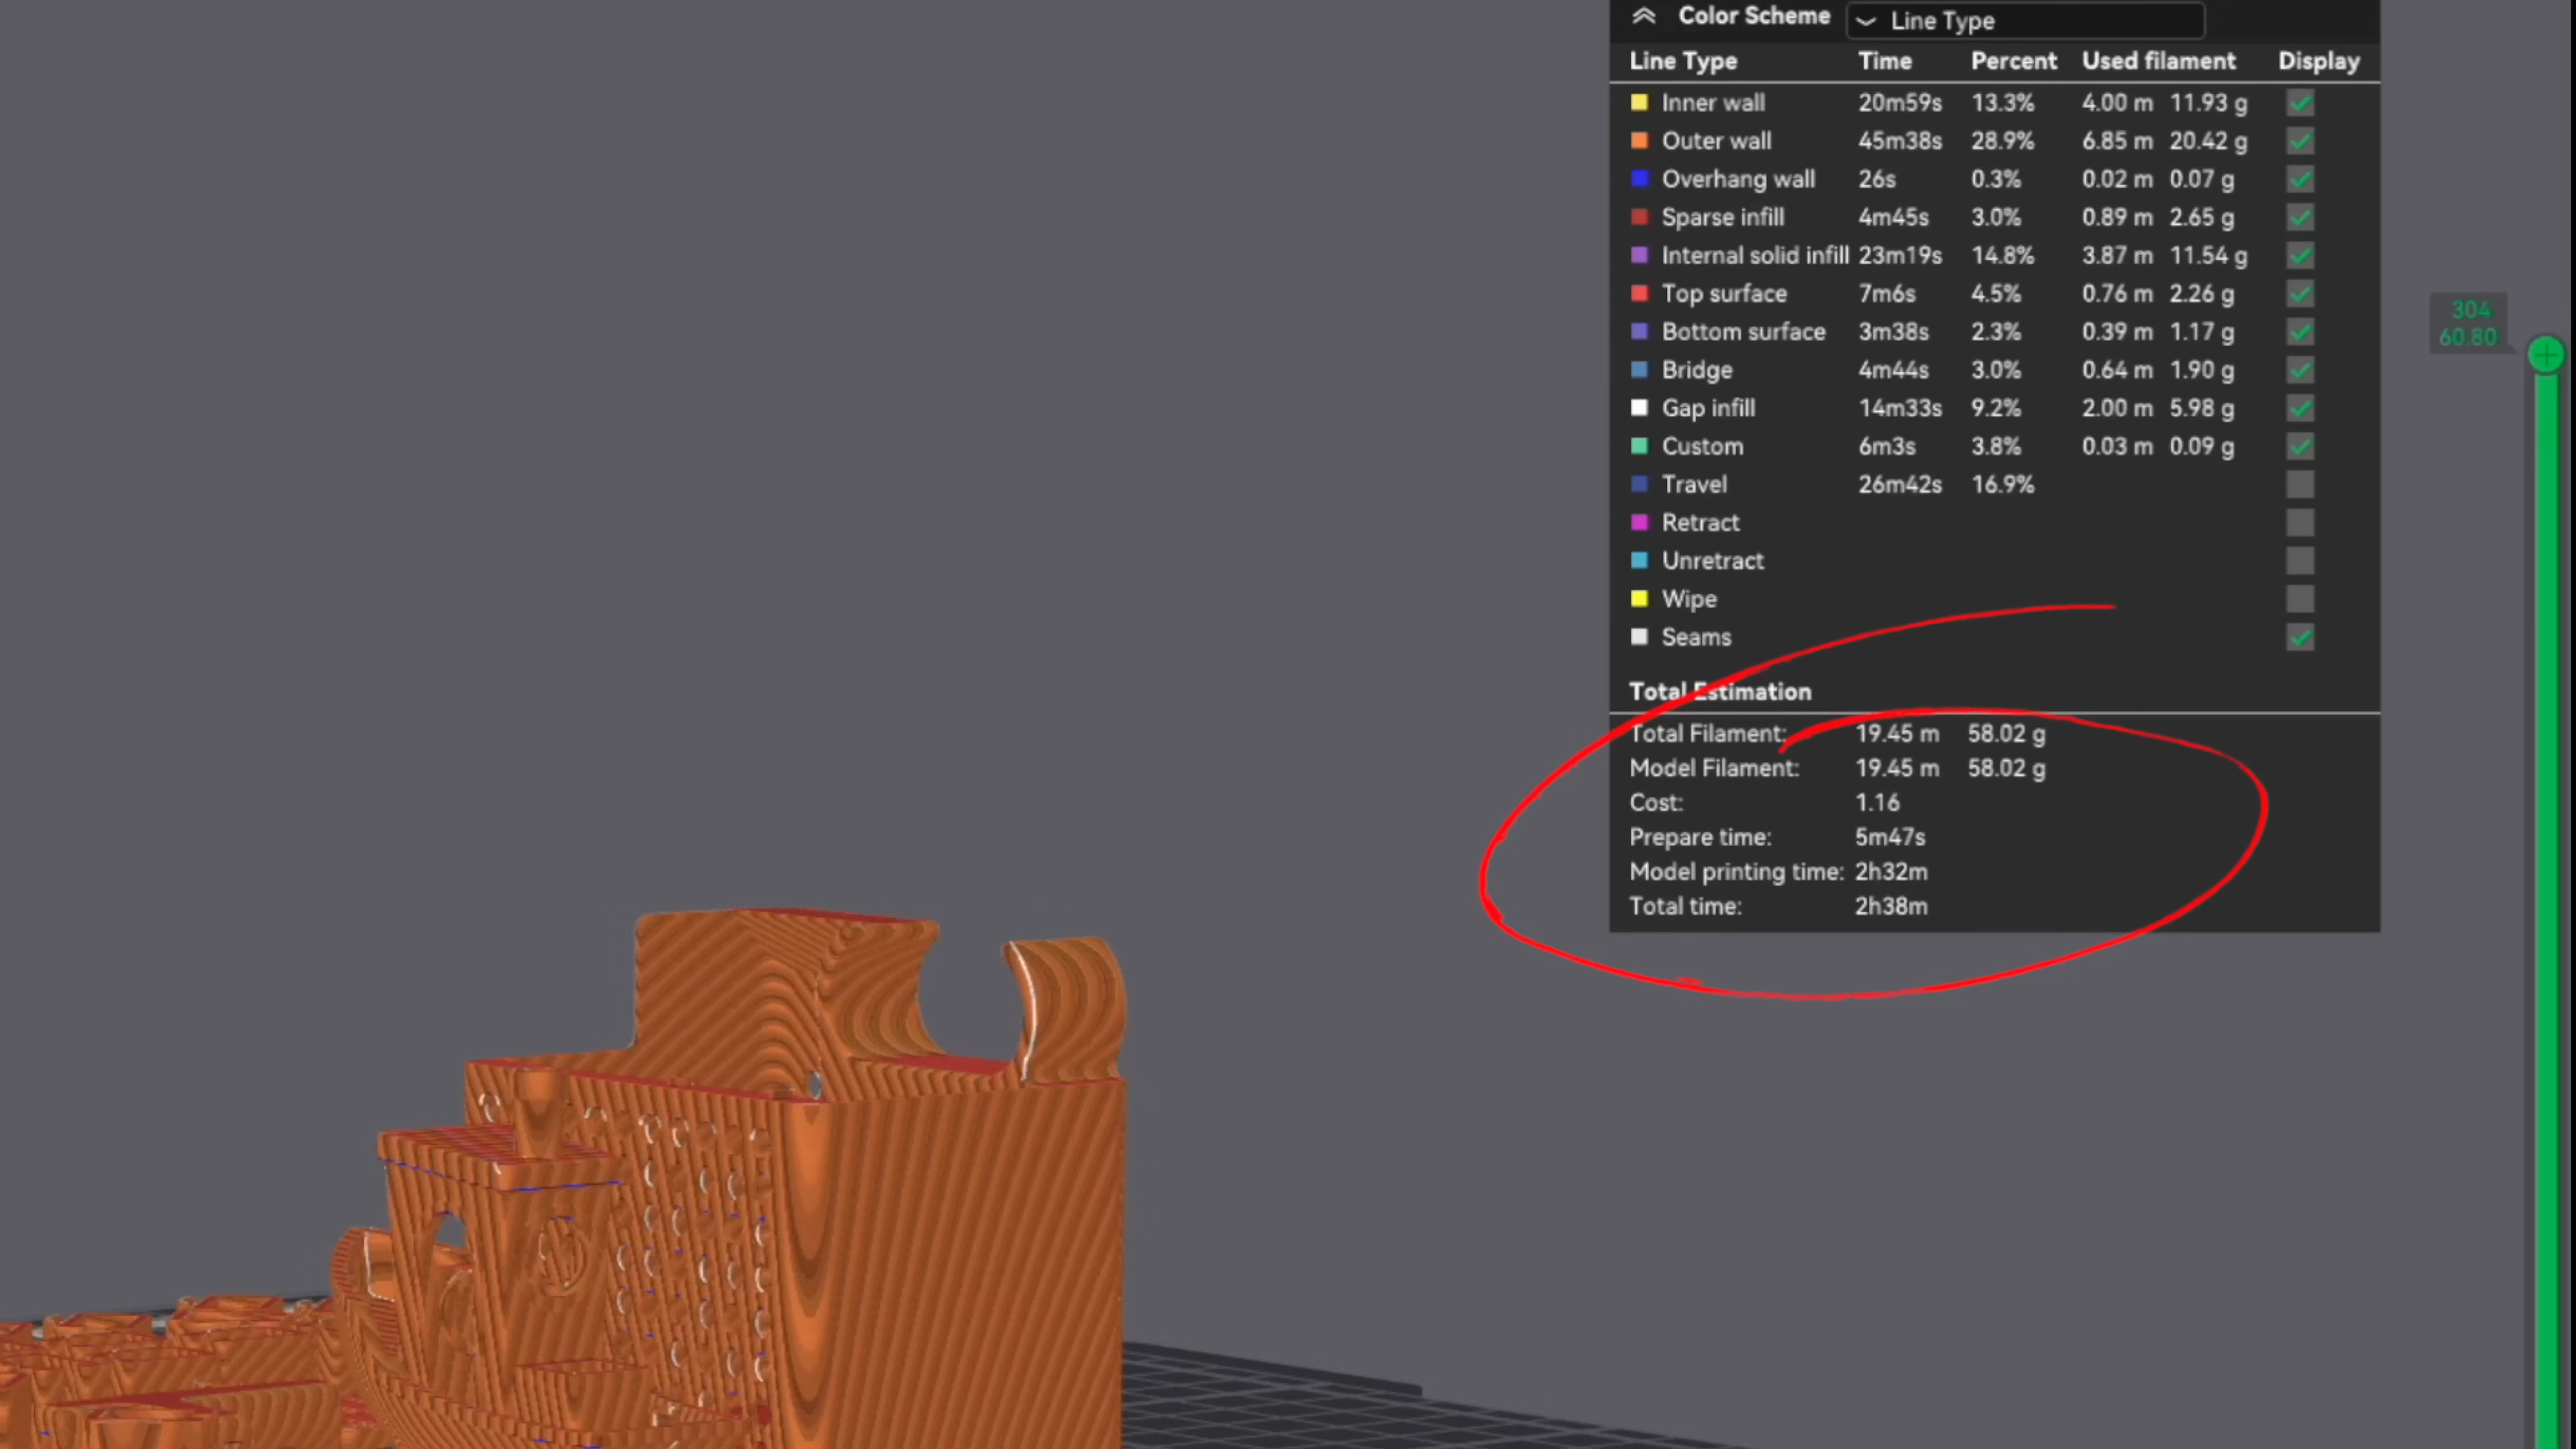 Color Scheme Line Type
Line Type Time Percent Used filament Display
Inner wall 20m59s 13.3% 4.00 m 11.93 g
Outer wall 45m38s 28.9% 6.85 m 20.42 g
Overhang wall 26s 0.3% 0.02 m 0.07 g
Sparse infill 4m45s 3.0% 0.89 m 2.65 g
Internal solid infill 23m19s 14.8% 3.87 m 11.54 g
Top surface 7m6s 4.5% 0.76 m 2.26 g
Bottom surface 3m38s 2.3% 0.39 m 1.17 g
Bridge 4m44s 3.0% 0.64 m 1.90 g
Gap infill 14m33s 9.2% 2.00 m 5.98 g
Custom 6m3s 3.8% 0.03 m 0.09 g
Travel 26m42s 16.9%
Retract
Unretract
Wipe
Seams
Total Estimation
Total Filament: 19.45 m 58.02 g
Model Filament: 19.45 m 58.02 g
Cost: 1.16
Prepare time: 5m47s
Model printing time: 2h32m
Total time: 2h38m
304
60.80